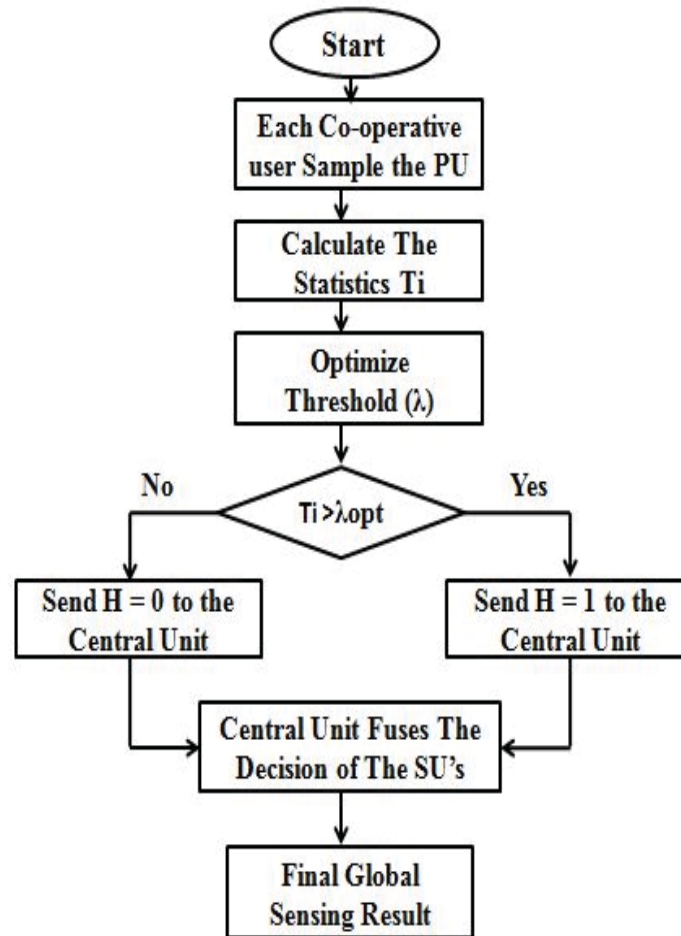 Start
Each Co-operative
user Sample the PU
Calculate The
Statistics Ti
Optimize
Threshold (λ)
No
Yes
Ti >λopt
Send H = 0 to the
Central Unit
Send H = 1 to the
Central Unit
Central Unit Fuses The
Decision of The SU's
Final Global
Sensing Result